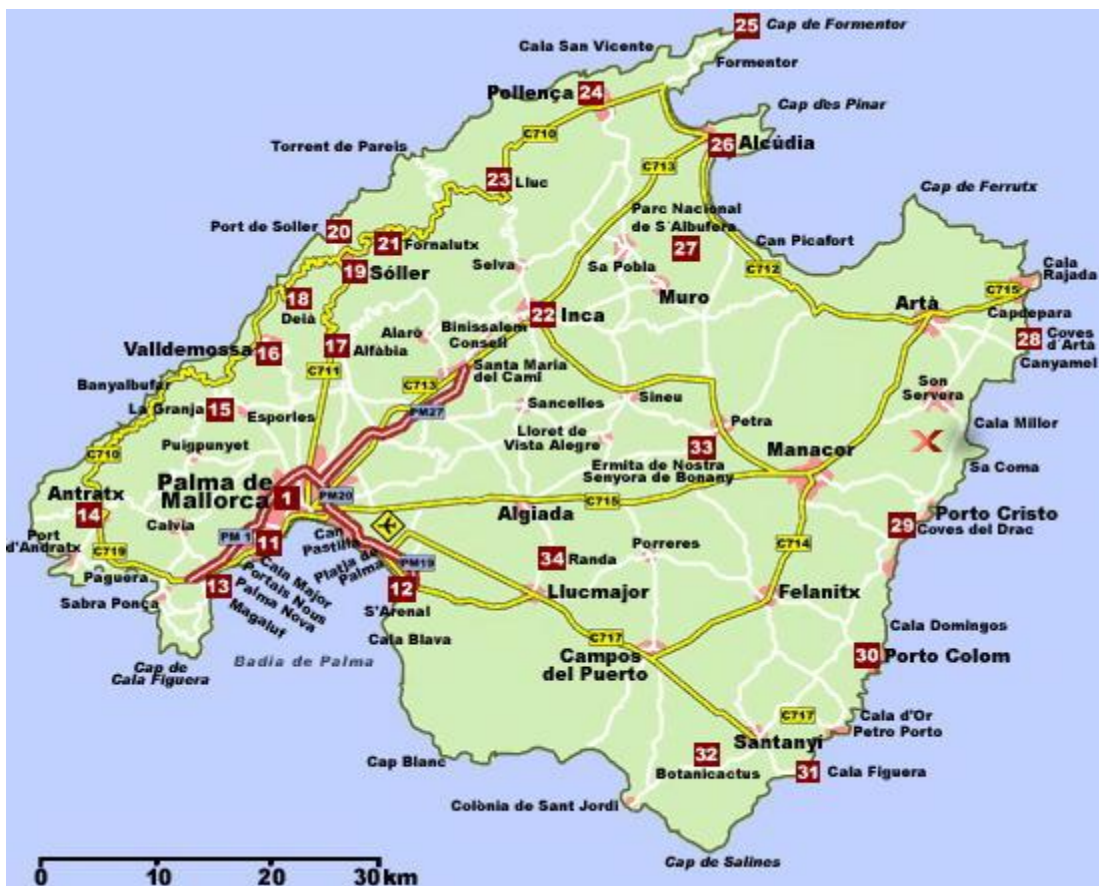 25 Cap de Formentor
Cala San Vicente
Formentor
Pollença 24
Cap des Pinar
C710
Torrent de Pareis
26 Alcúdia
C713
23 Lluc
Cap de Ferrutx
Parc Nacional
de S´Albufera
Port de Soller 20
21 Fornalutx
27
Can Picafort
Sa Pobla
Selva
19 Sóller
C712
Cala
Rajada
C715
18
Deià
Muro
Artà
Capdepara
22 Inca
Binissalem
Consell
Alaró
28 Coves
d´Artà
Canyamel
Valldemossa 16
17 Alfàbia
Santa Maria
del Cami
C711
C713
Banyalbufar
La Granja 15
Esporles
PM27
Sancelles
Sineu
Son
Servera
Petra
Cala Millor
Puigpunyet
Lloret de
Vista Alegre
33
Ermita de Nostra
Senyora de Bonany
Manacor
X
Sa Coma
C710
Palma de
Mallorca 1
PM20
C715
Antratx
14
Algiada
Porto Cristo
29 Coves del Drac
Calvia
Port
d'Andratx
PM 1
11
Can
Pastilla
Platja de
Palma
C714
C719
Paguera
34 Randa
Porreres
PM19
Cala Major
Portals Nous
Palma Nova
Magaluf
13
12
S'Arenal
Sabra Ponça
Llucmajor
Felanitx
Cala Blava
Cala Domingos
C717
Badia de Palma
Cap de
Cala Figuera
Campos
del Puerto
30 Porto Colom
C717
Cala d'Or
Petro Porto
Santanyi
Cap Blanc
32
Botanicactus
31 Cala Figuera
Colònia de Sant Jordi
Cap de Salines
0 10 20 30 km